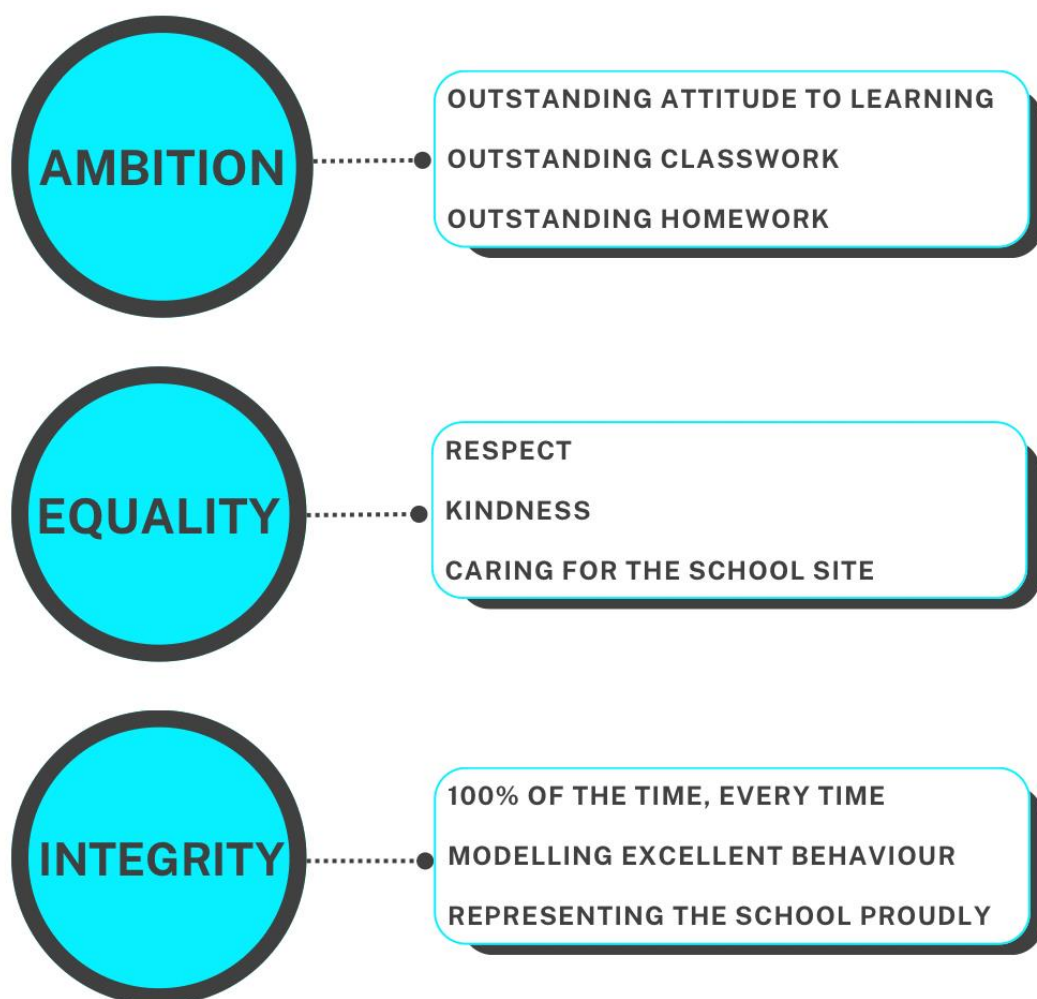 AMBITION
OUTSTANDING ATTITUDE TO LEARNING
OUTSTANDING CLASSWORK
OUTSTANDING HOMEWORK
EQUALITY
RESPECT
KINDNESS
CARING FOR THE SCHOOL SITE
INTEGRITY
100% OF THE TIME, EVERY TIME
MODELLING EXCELLENT BEHAVIOUR
REPRESENTING THE SCHOOL PROUDLY